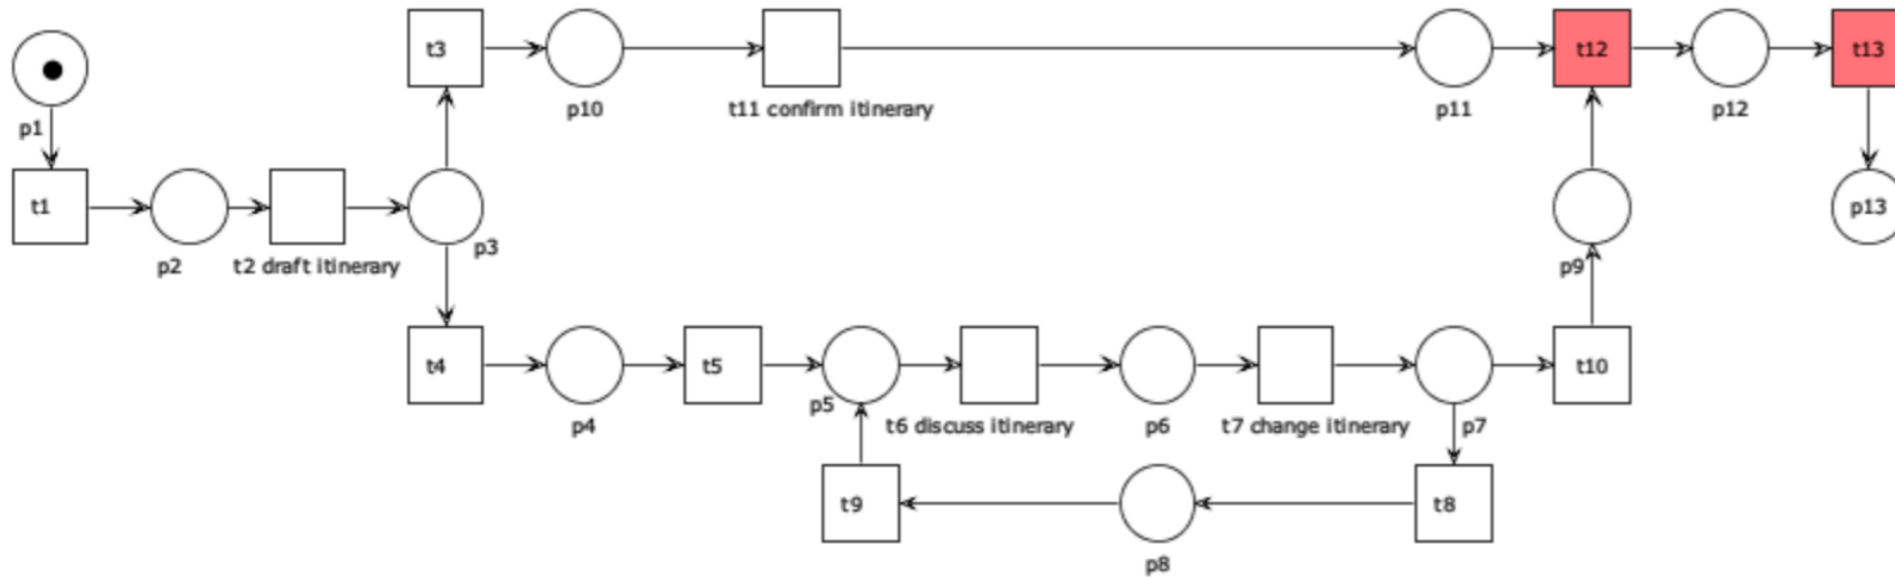 t3
t12
t13
p10
t11 confirm itinerary
p11
p12
p1
t1
p13
p3
p2
t2 draft itinerary
p9
t4
t5
t10
p5
p4
t6 discuss itinerary
p6
t7 change itinerary
p7
t9
t8
p8